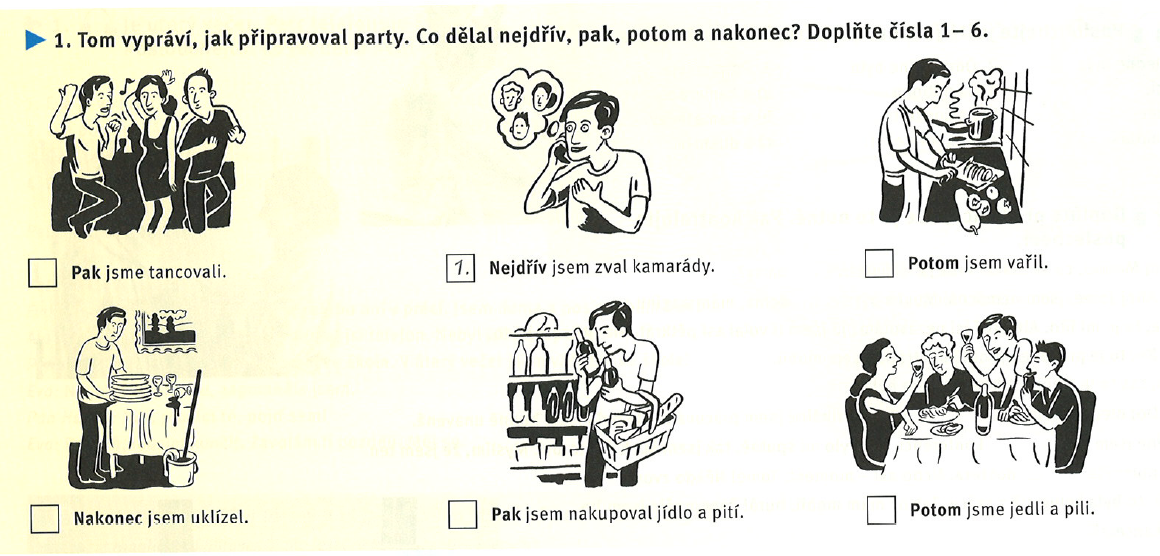 1. Tom vypráví, jak připravoval party. Co dělal nejdřív, pak, potom a nakonec? Doplňte čísla 1– 6.
Pak jsme tancovali.
1. Nejdřív jsem zval kamarády.
Potom jsem vařil.
Nakonec jsem uklízel.
Pak jsem nakupoval jídlo a pití.
Potom jsme jedli a pili.